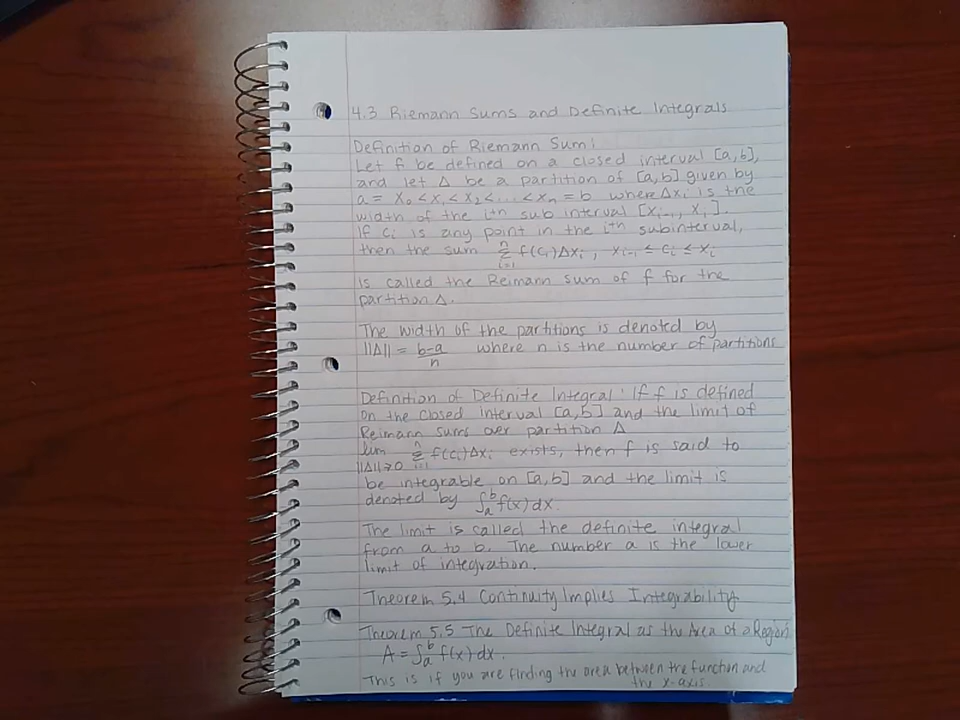 4.3 Riemann Sums and Definite Integrals
Definition of Riemann Sum:
Let f be defined on a closed interval [a,b],
and let Δ be a partition of [a,b] given by
a = x₀ < x₁ < x₂ < ... < xₙ = b where Δxᵢ is the
width of the ith sub interval [xᵢ₋₁, xᵢ].
If cᵢ is any point in the ith subinterval,
then the sum Σᵢ₌₁ⁿ f(cᵢ)Δxᵢ, xᵢ₋₁ ≤ cᵢ ≤ xᵢ
is called the Reimann sum of f for the
partition Δ.
The width of the partitions is denoted by
||Δ|| = (b-a)/n where n is the number of partitions
Definition of Definite Integral: If f is defined
on the closed interval [a,b] and the limit of
Reimann sums over partition Δ
lim ||Δ||→0 Σᵢ₌₁ⁿ f(cᵢ)Δxᵢ exists, then f is said to
be integrable on [a,b] and the limit is
denoted by ∫ₐᵇ f(x)dx.
The limit is called the definite integral
from a to b. The number a is the lower
limit of integration.
Theorem 5.4 Continuity Implies Integrability
Theorem 5.5 The Definite Integral as the Area of a Region
A = ∫ₐᵇ f(x)dx.
This is if you are finding the area between the function and
the x-axis.